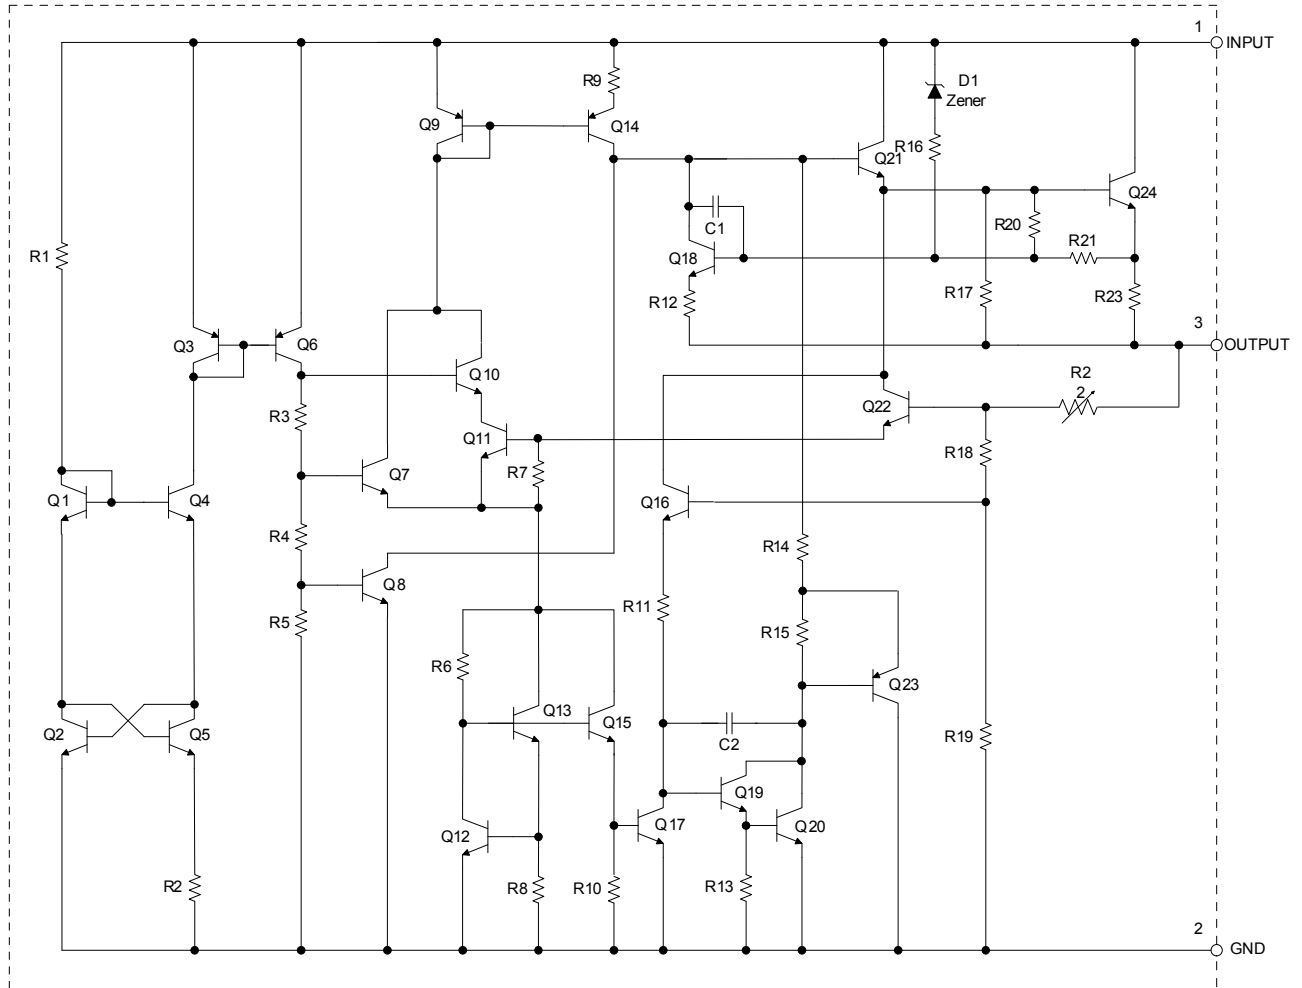 1
INPUT
R9
D1
Zener
Q9
Q14
Q21
R16
Q24
C1
R20
R21
R1
Q18
R12
R17
R23
3
OUTPUT
Q3
Q6
Q10
R2
2
Q22
R3
Q11
R7
R18
Q7
Q1
Q4
Q16
R4
R14
Q8
R11
R5
R15
R6
Q23
Q13
Q15
Q2
Q5
C2
R19
Q19
Q12
Q17
Q20
R2
R8
R10
R13
2
GND